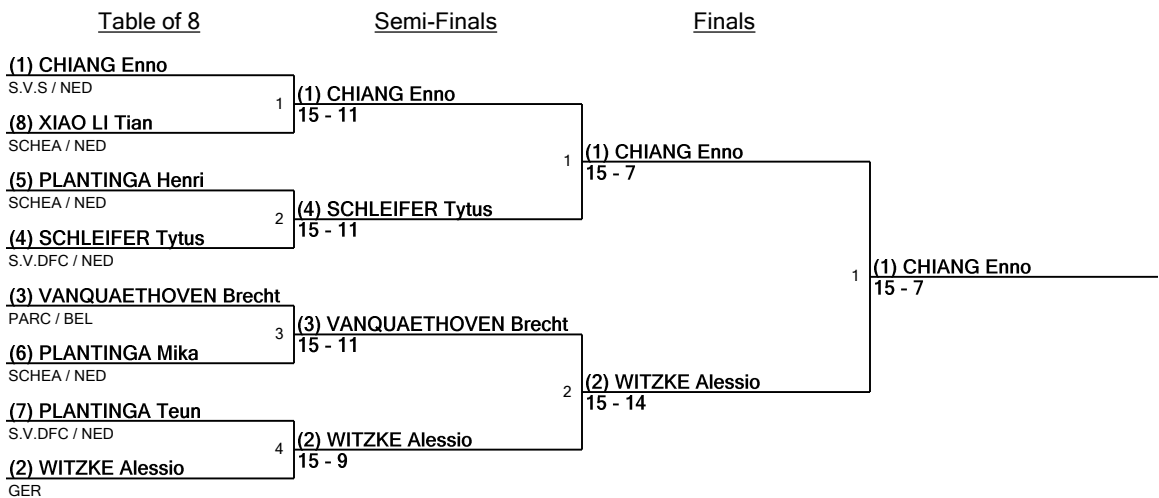 Table of 8 Semi-Finals Finals
(1) CHIANG Enno
S.V.S / NED
1
(8) XIAO LI Tian
SCHEA / NED
(5) PLANTINGA Henri
SCHEA / NED
2
(4) SCHLEIFER Tytus
S.V.DFC / NED
(3) VANQUAETHOVEN Brecht
PARC / BEL
3
(6) PLANTINGA Mika
SCHEA / NED
(7) PLANTINGA Teun
S.V.DFC / NED
4
(2) WITZKE Alessio
GER
(1) CHIANG Enno
15 - 11
1
(4) SCHLEIFER Tytus
15 - 11
(3) VANQUAETHOVEN Brecht
15 - 11
2
(2) WITZKE Alessio
15 - 9
(1) CHIANG Enno
15 - 7
1
(2) WITZKE Alessio
15 - 14
(1) CHIANG Enno
15 - 7